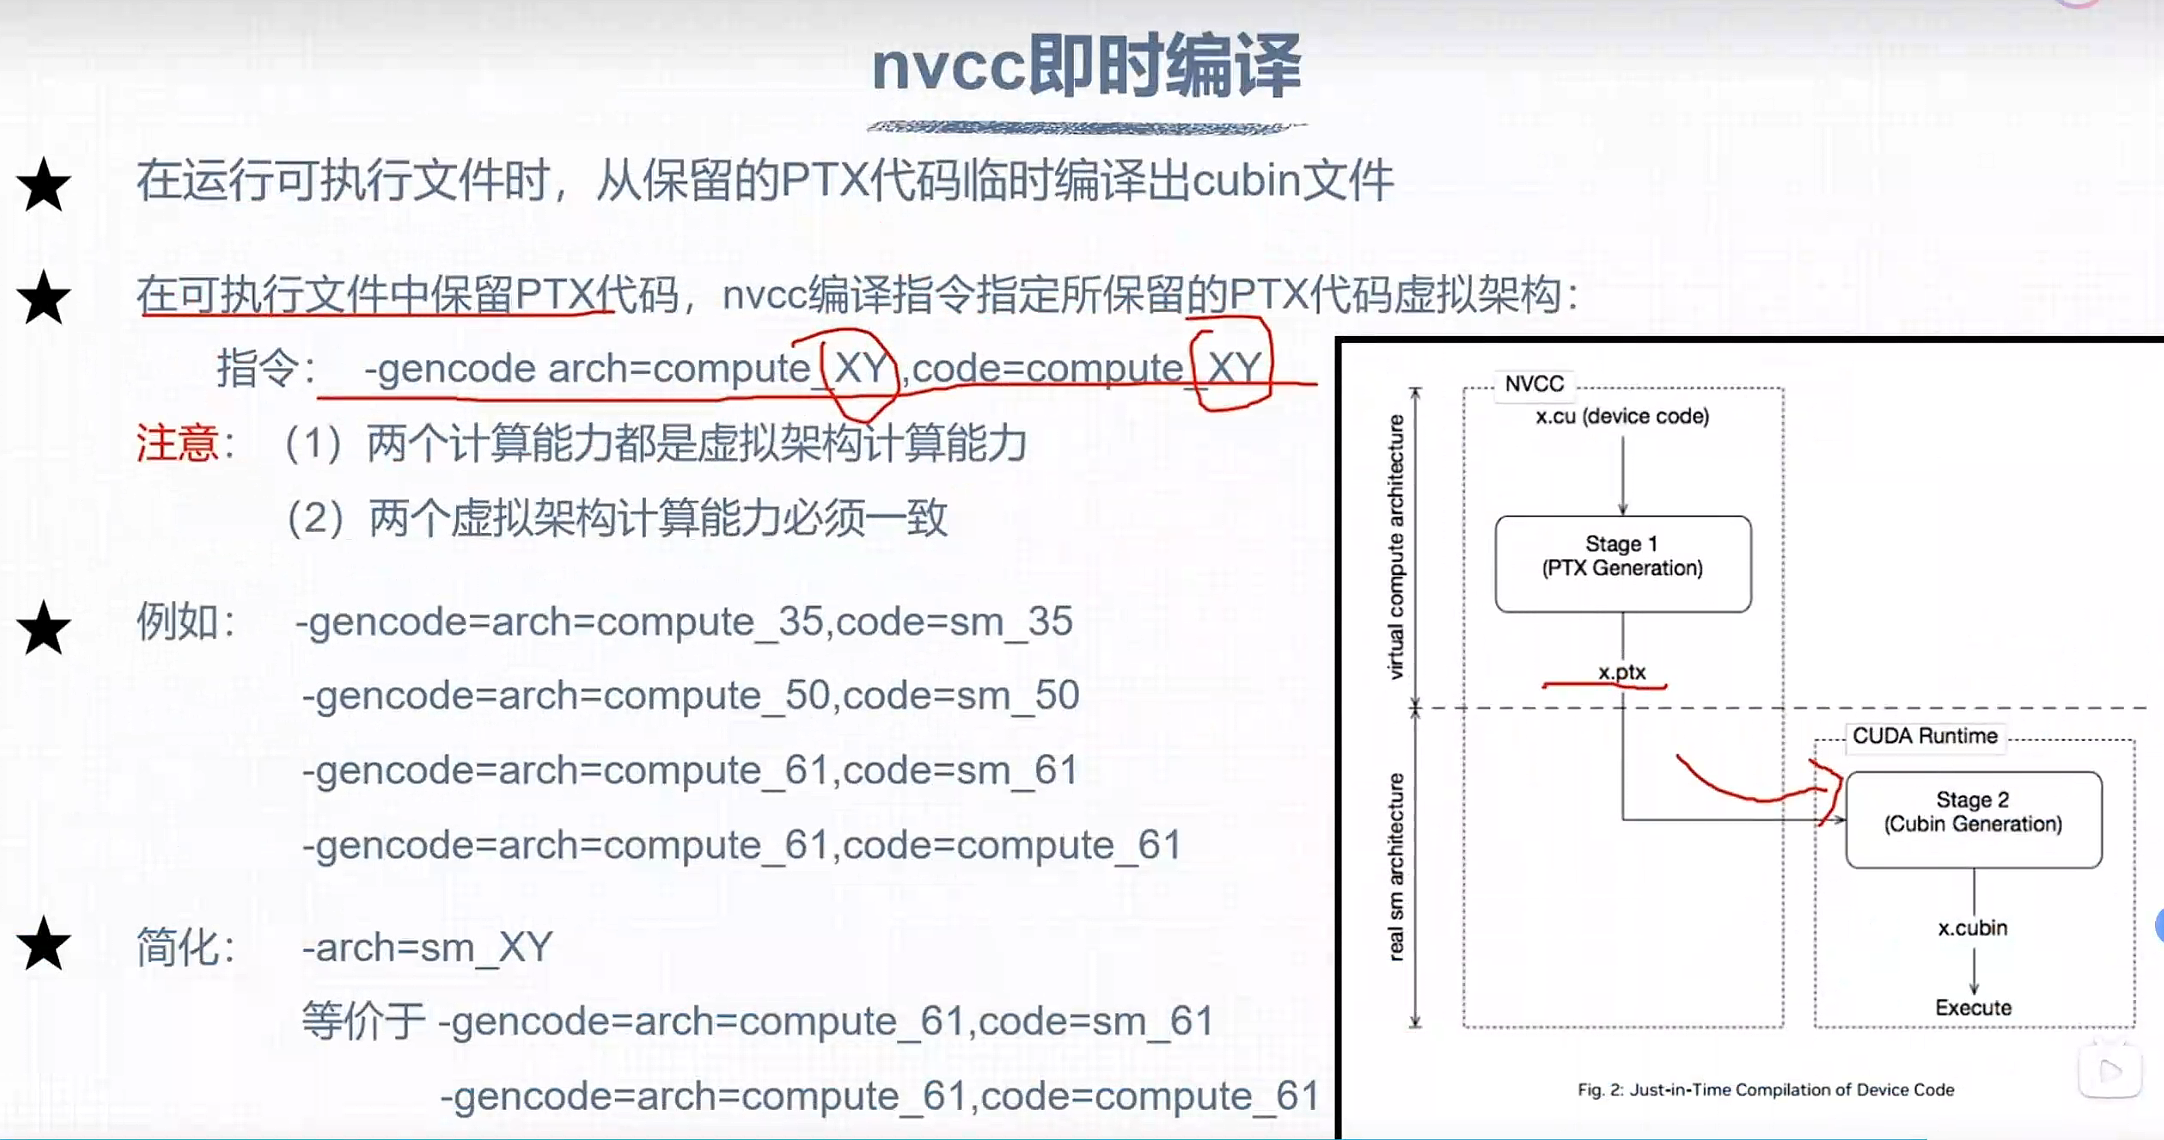 nvcc即时编译
★ 在运行可执行文件时，从保留的PTX代码临时编译出cubin文件
★ 在可执行文件中保留PTX代码，nvcc编译指令指定所保留的PTX代码虚拟架构：
指令： -gencode arch=compute_XY,code=compute_XY
注意：（1）两个计算能力都是虚拟架构计算能力
（2）两个虚拟架构计算能力必须一致
★ 例如： -gencode=arch=compute_35,code=sm_35
-gencode=arch=compute_50,code=sm_50
-gencode=arch=compute_61,code=sm_61
-gencode=arch=compute_61,code=compute_61
★ 简化： -arch=sm_XY
等价于 -gencode=arch=compute_61,code=sm_61
-gencode=arch=compute_61,code=compute_61
NVCC
x.cu (device code)
virtual compute architecture
Stage 1
(PTX Generation)
x.ptx
real sm architecture
CUDA Runtime
Stage 2
(Cubin Generation)
x.cubin
Execute
Fig. 2: Just-in-Time Compilation of Device Code